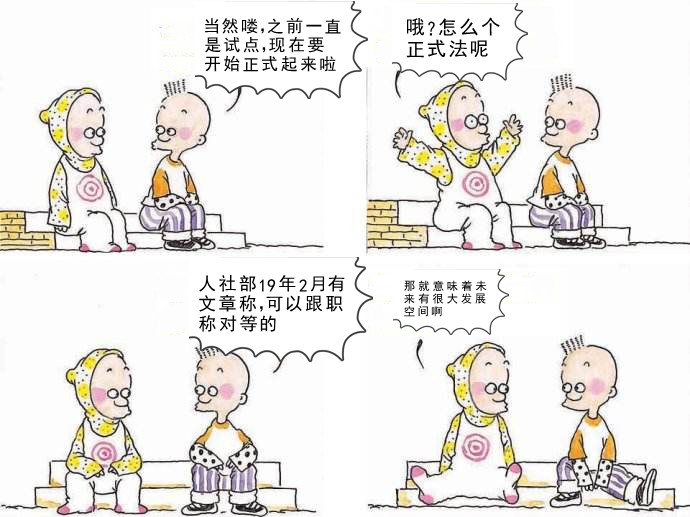 当然喽,之前一直
是试点,现在要
开始正式起来啦
哦?怎么个
正式法呢
人社部19年2月有
文章称,可以跟职
称对等的
那就意味着未
来有很大发展
空间啊